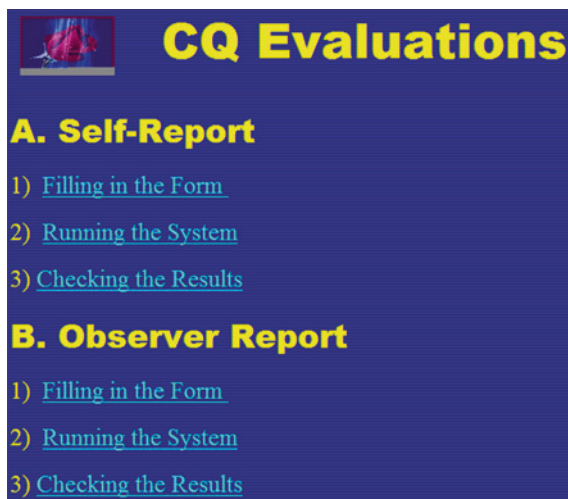 CQ Evaluations
A. Self-Report
1) Filling in the Form
2) Running the System
3) Checking the Results
B. Observer Report
1) Filling in the Form
2) Running the System
3) Checking the Results